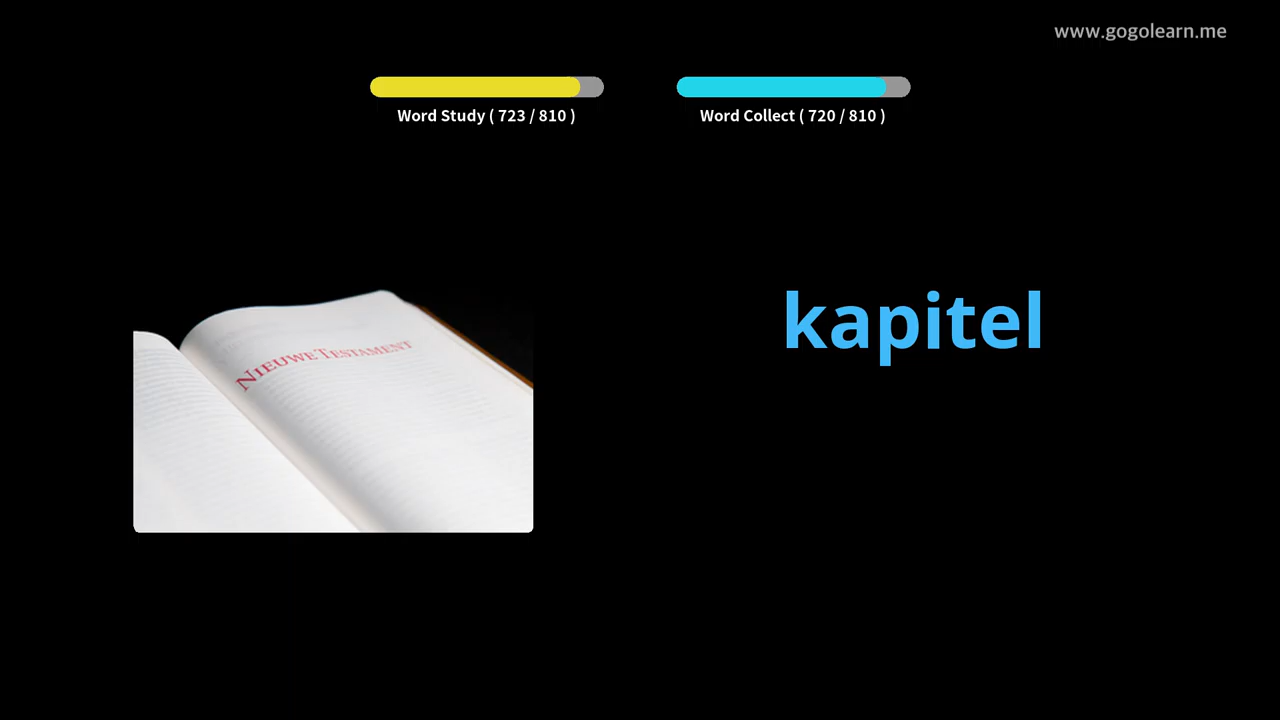 www.gogolearn.me
Word Study ( 723 / 810 )
Word Collect ( 720 / 810 )
kapitel
NIEUWE TESTAMENT